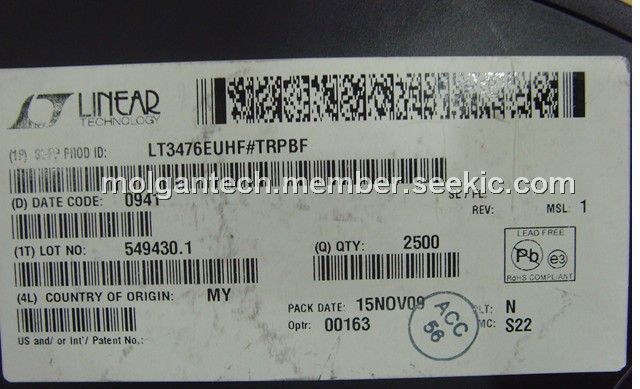 LINEAR
TECHNOLOGY
PROD ID: LT3476EUHF#TRPBF
molgantech.member.seekic.com
(D) DATE CODE: 0941
REV:
MSL: 1
(1T) LOT NO: 549430.1
(Q) QTY: 2500
LEAD FREE
Pb e3
RoHS COMPLIANT
(4L) COUNTRY OF ORIGIN: MY
PACK DATE: 15NOV09
N
Optr: 00163
MC: S22
ACC
56
US and/ or Int'/ Patent No.: